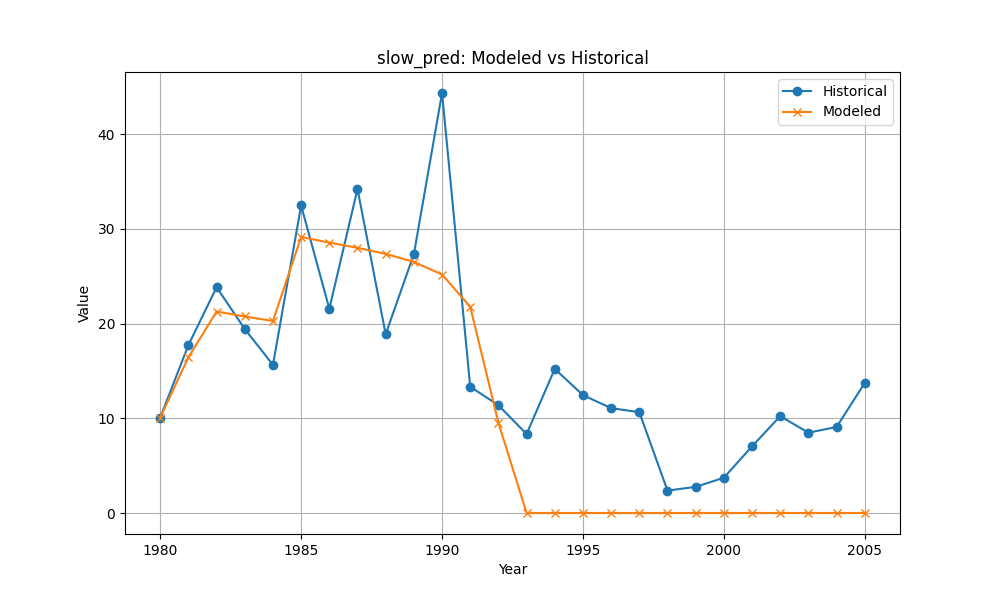 slow_pred: Modeled vs Historical
Historical
Modeled
Value
40
30
20
10
0
1980 1985 1990 1995 2000 2005
Year